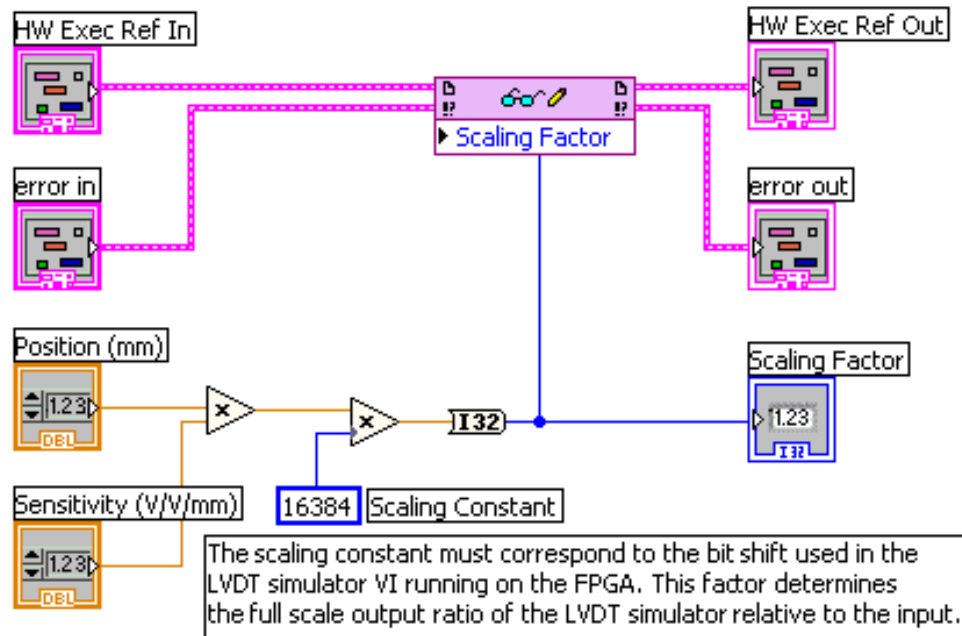 HW Exec Ref In
HW Exec Ref Out
Scaling Factor
error in
error out
Position (mm)
1.23
DBL
Scaling Factor
1.23
I32
I32
Sensitivity (V/V/mm)
1.23
DBL
16384
Scaling Constant
The scaling constant must correspond to the bit shift used in the
LVDT simulator VI running on the FPGA. This factor determines
the full scale output ratio of the LVDT simulator relative to the input.